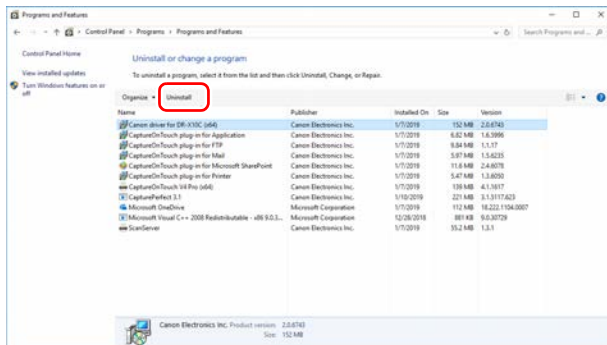 Programs and Features
Control Panel > Programs > Programs and Features
Search Programs and ...
Control Panel Home
View installed updates
Turn Windows features on or off
Uninstall or change a program
To uninstall a program, select it from the list and then click Uninstall, Change, or Repair.
Organize Uninstall
Name Publisher Installed On Size Version
Canon driver for DR-X10C (x64) Canon Electronics Inc. 1/7/2019 152 MB 2.0.6743
CaptureOnTouch plug-in for Application Canon Electronics Inc. 1/7/2019 6.82 MB 1.6.5996
CaptureOnTouch plug-in for FTP Canon Electronics Inc. 1/7/2019 9.84 MB 1.1.17
CaptureOnTouch plug-in for Mail Canon Electronics Inc. 1/7/2019 5.97 MB 1.5.6235
CaptureOnTouch plug-in for Microsoft SharePoint Canon Electronics Inc. 1/7/2019 11.6 MB 2.4.6078
CaptureOnTouch plug-in for Printer Canon Electronics Inc. 1/7/2019 5.47 MB 1.3.6050
CaptureOnTouch V4 Pro (x64) Canon Electronics Inc. 1/7/2019 139 MB 4.1.1617
CapturePerfect 3.1 Canon Electronics Inc. 1/10/2019 221 MB 3.1.5117.623
Microsoft OneDrive Microsoft Corporation 1/7/2019 112 MB 18.222.1104.0007
Microsoft Visual C++ 2008 Redistributable - x86 9.0.3... Microsoft Corporation 12/28/2018 881 KB 9.0.30729
ScanServer Canon Electronics Inc. 1/7/2019 55.2 MB 1.3.1
Canon Electronics Inc. Product version: 2.0.6743
Size: 152 MB